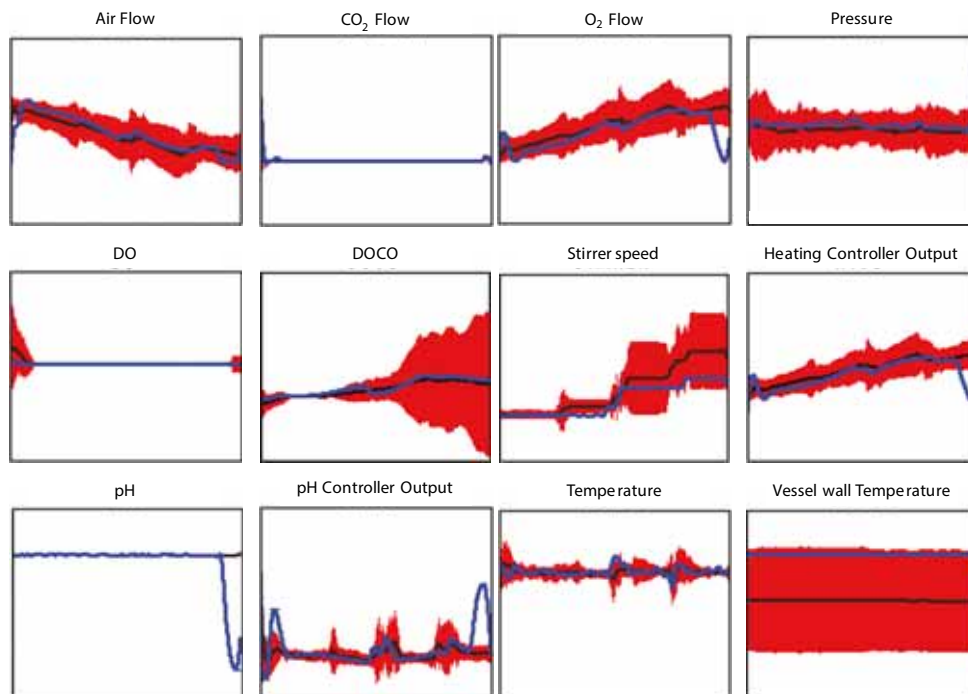 Air Flow
CO2 Flow
O2 Flow
Pressure
DO
DOCO
Stirrer speed
Heating Controller Output
pH
pH Controller Output
Temperature
Vessel wall Temperature